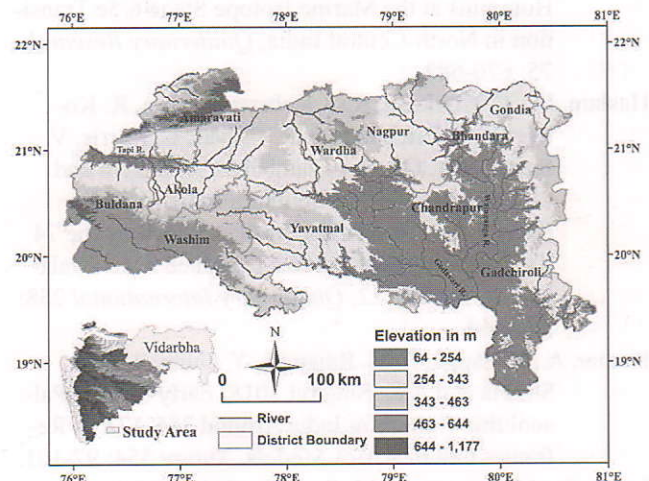 76°E 77°E 78°E 79°E 80°E 81°E
22°N 22°N
Amaravati
Gondia
Nagpur
Bhandara
Tapi R.
Wardha
21°N 21°N
Akola
Buldana
Chandrapur
Washim
Yavatmal
20°N 20°N
Gadchiroli
Godavari R.
N
Vidarbha
Elevation in m
64 - 254
254 -
343 - 463
463 - 644
644 - 1,177
19°N 19°N
0 100 km
River
Study Area
District Boundary
76°E 77°E 78°E 79°E 80°E 81°E